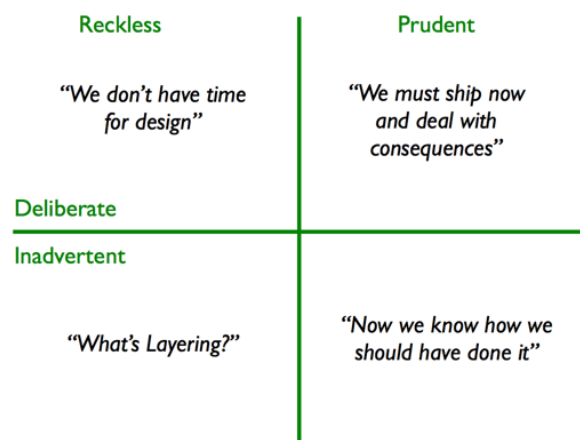 Reckless
Prudent
“We don’t have time
for design”
“We must ship now
and deal with
consequences”
Deliberate
Inadvertent
“What’s Layering?”
“Now we know how we
should have done it”